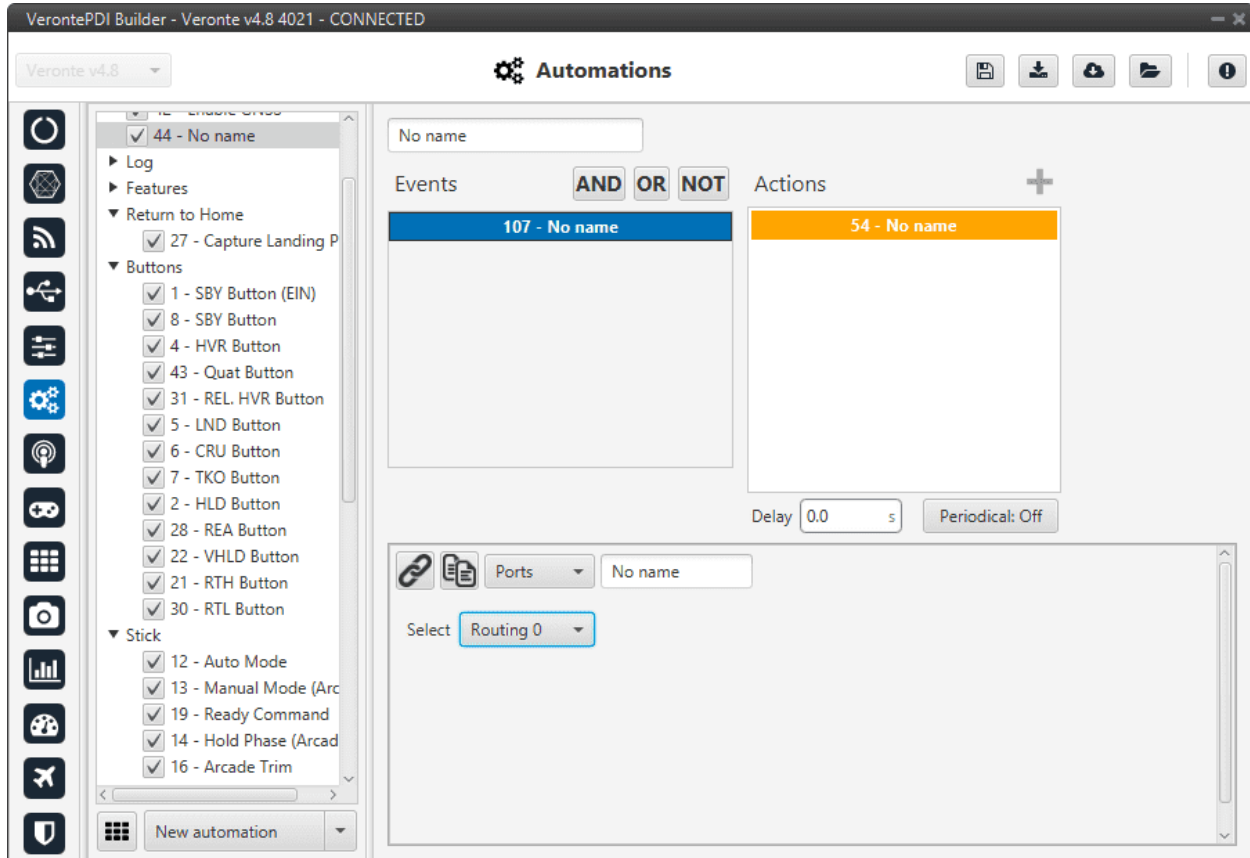 VerontePDI Builder - Veronte v4.8 4021 - CONNECTED
Veronte v4.8
Automations
44 - No name
Log
Features
Return to Home
27 - Capture Landing P
Buttons
1 - SBY Button (EIN)
8 - SBY Button
4 - HVR Button
43 - Quat Button
31 - REL. HVR Button
5 - LND Button
6 - CRU Button
7 - TKO Button
2 - HLD Button
28 - REA Button
22 - VHLD Button
21 - RTH Button
30 - RTL Button
Stick
12 - Auto Mode
13 - Manual Mode (Arc
19 - Ready Command
14 - Hold Phase (Arcad
16 - Arcade Trim
New automation
No name
Events AND OR NOT
107 - No name
Actions
54 - No name
Delay 0.0 s Periodical: Off
Ports No name
Select Routing 0